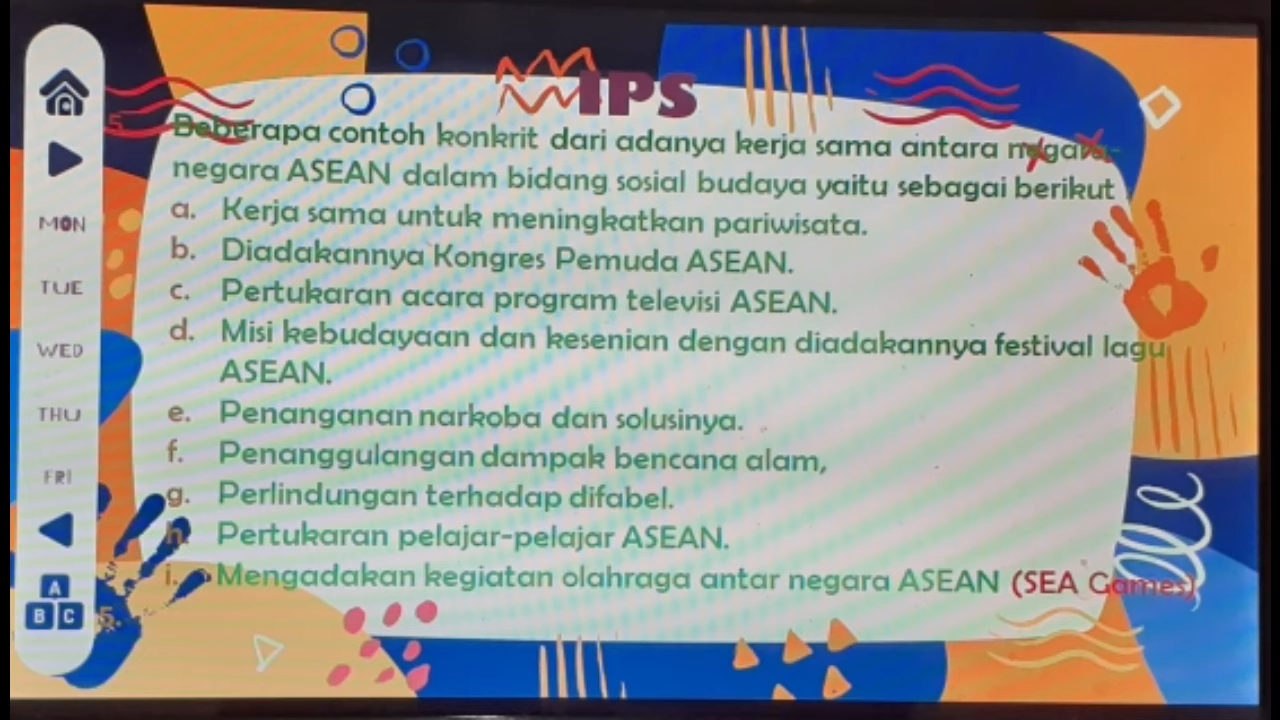 IPS
5. Beberapa contoh konkrit dari adanya kerja sama antara negara-
negara ASEAN dalam bidang sosial budaya yaitu sebagai berikut
a. Kerja sama untuk meningkatkan pariwisata.
b. Diadakannya Kongres Pemuda ASEAN.
c. Pertukaran acara program televisi ASEAN.
d. Misi kebudayaan dan kesenian dengan diadakannya festival lagu
ASEAN.
e. Penanganan narkoba dan solusinya.
f. Penanggulangan dampak bencana alam,
g. Perlindungan terhadap difabel.
h. Pertukaran pelajar-pelajar ASEAN.
i. Mengadakan kegiatan olahraga antar negara ASEAN (SEA Games)
5.
C
MON
TUE
WED
THU
FRI
A
B C